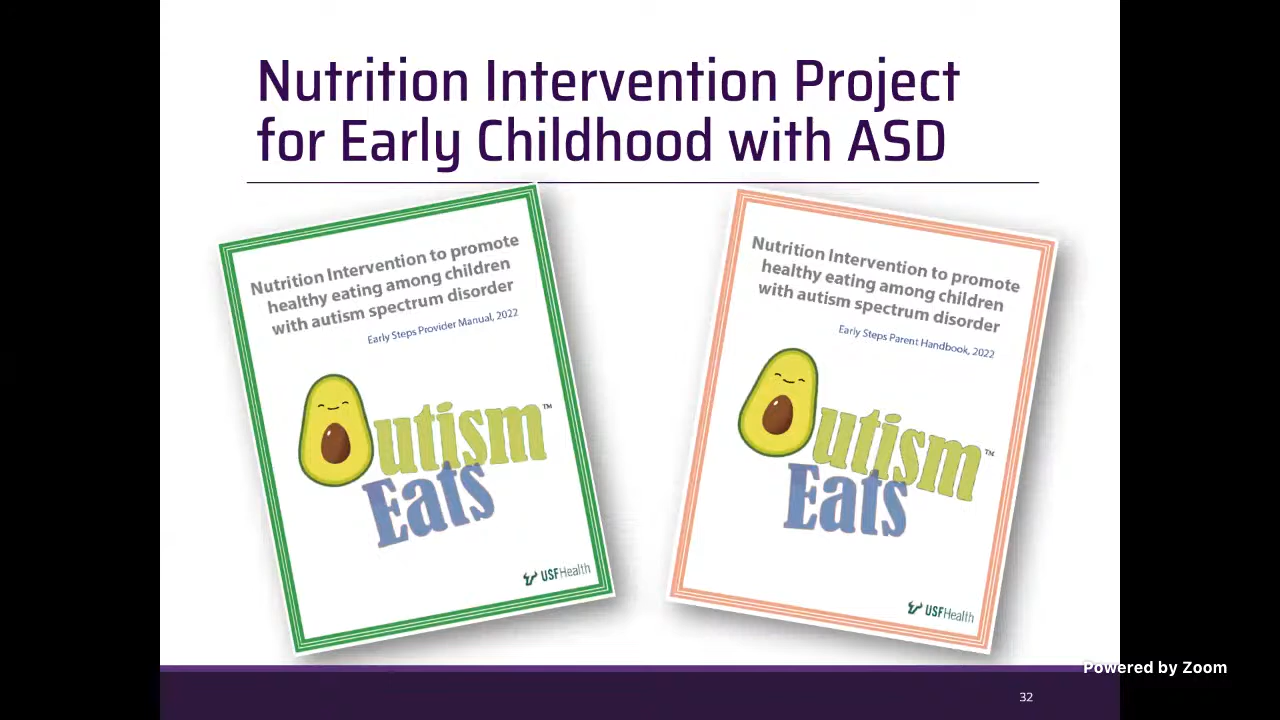 Nutrition Intervention Project
for Early Childhood with ASD
Nutrition Intervention to promote
healthy eating among children
with autism spectrum disorder
Early Steps Provider Manual, 2022
utism™
Eats
USFHealth
Nutrition Intervention to promote
healthy eating among children
with autism spectrum disorder
Early Steps Parent Handbook, 2022
utism™
Eats
USFHealth
Powered by Zoom
32